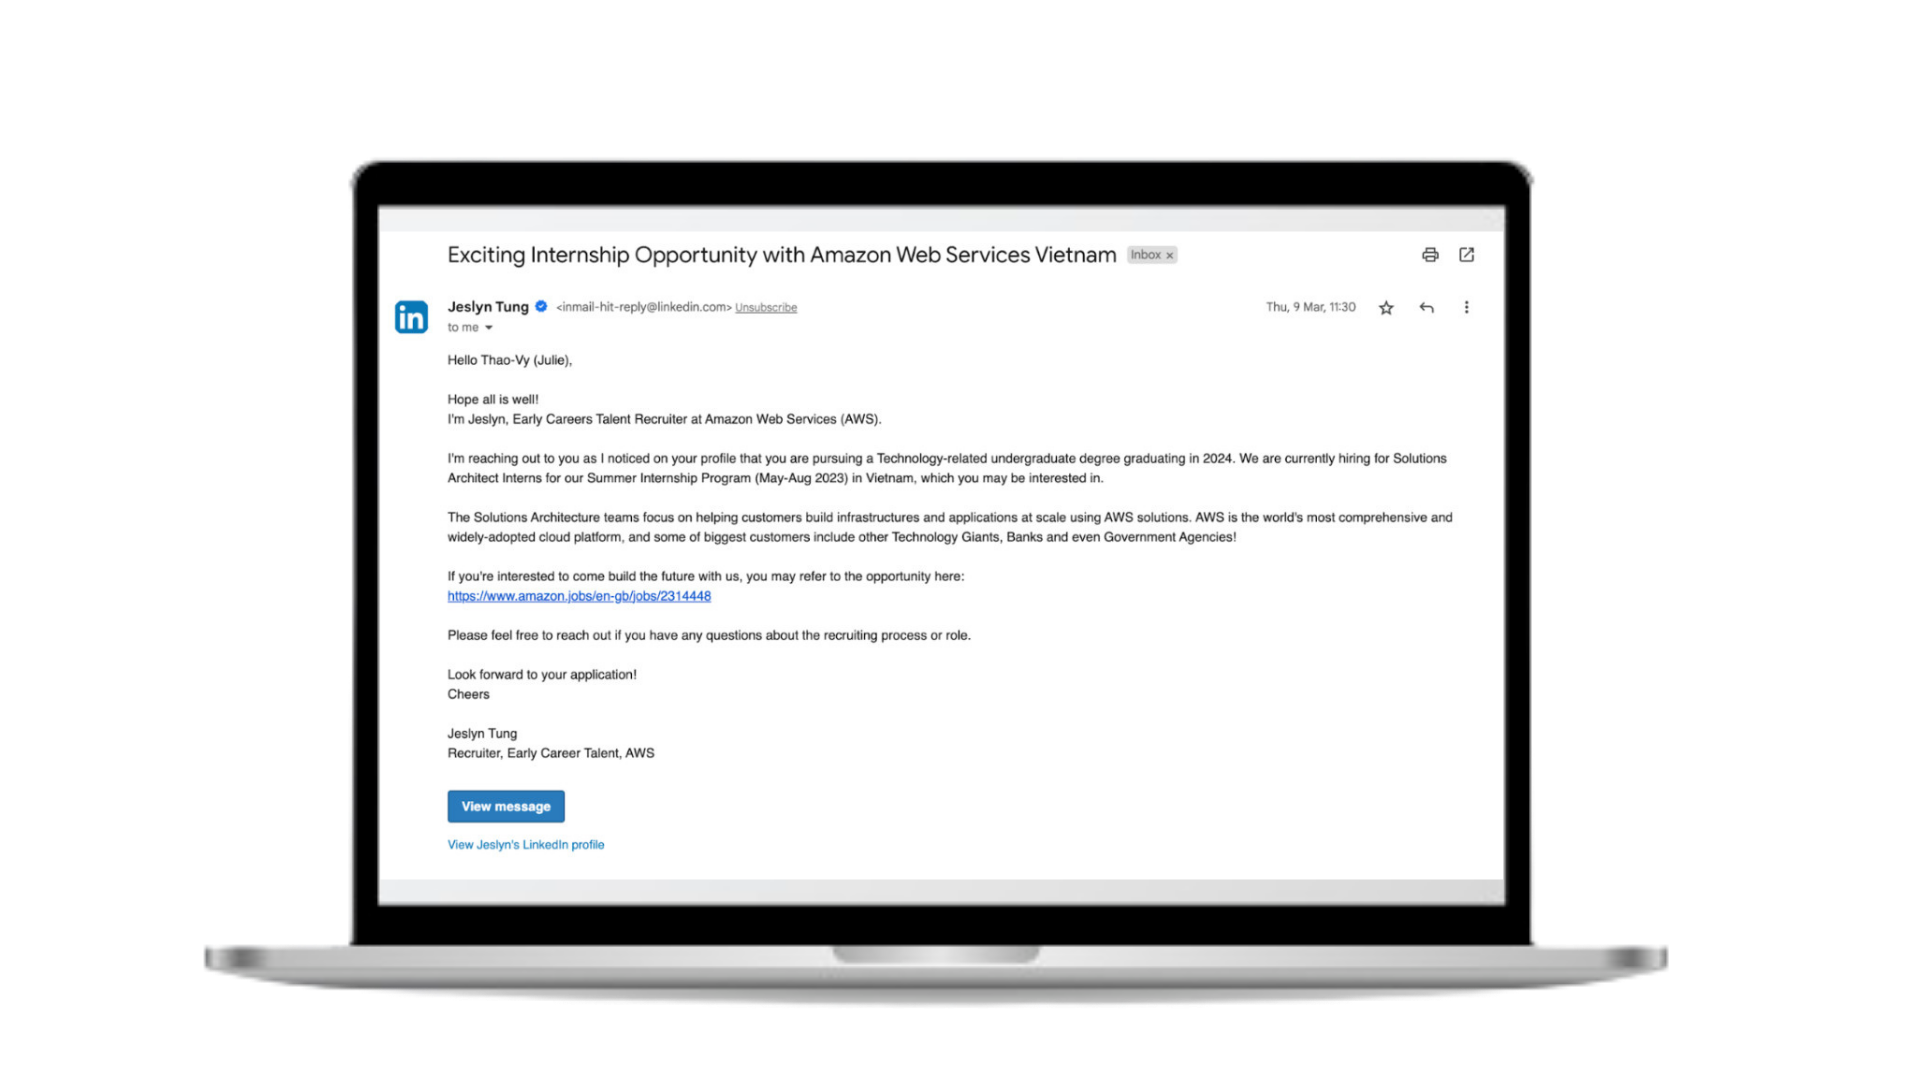 Exciting Internship Opportunity with Amazon Web Services Vietnam Inbox x
in
Jeslyn Tung <inmail-hit-reply@linkedin.com> Unsubscribe Thu, 9 Mar, 11:30
to me
Hello Thao-Vy (Julie),
Hope all is well!
I'm Jeslyn, Early Careers Talent Recruiter at Amazon Web Services (AWS).
I'm reaching out to you as I noticed on your profile that you are pursuing a Technology-related undergraduate degree graduating in 2024. We are currently hiring for Solutions
Architect Interns for our Summer Internship Program (May-Aug 2023) in Vietnam, which you may be interested in.
The Solutions Architecture teams focus on helping customers build infrastructures and applications at scale using AWS solutions. AWS is the world's most comprehensive and
widely-adopted cloud platform, and some of biggest customers include other Technology Giants, Banks and even Government Agencies!
If you're interested to come build the future with us, you may refer to the opportunity here:
https://www.amazon.jobs/en-gb/jobs/2314448
Please feel free to reach out if you have any questions about the recruiting process or role.
Look forward to your application!
Cheers
Jeslyn Tung
Recruiter, Early Career Talent, AWS
View message
View Jeslyn's LinkedIn profile